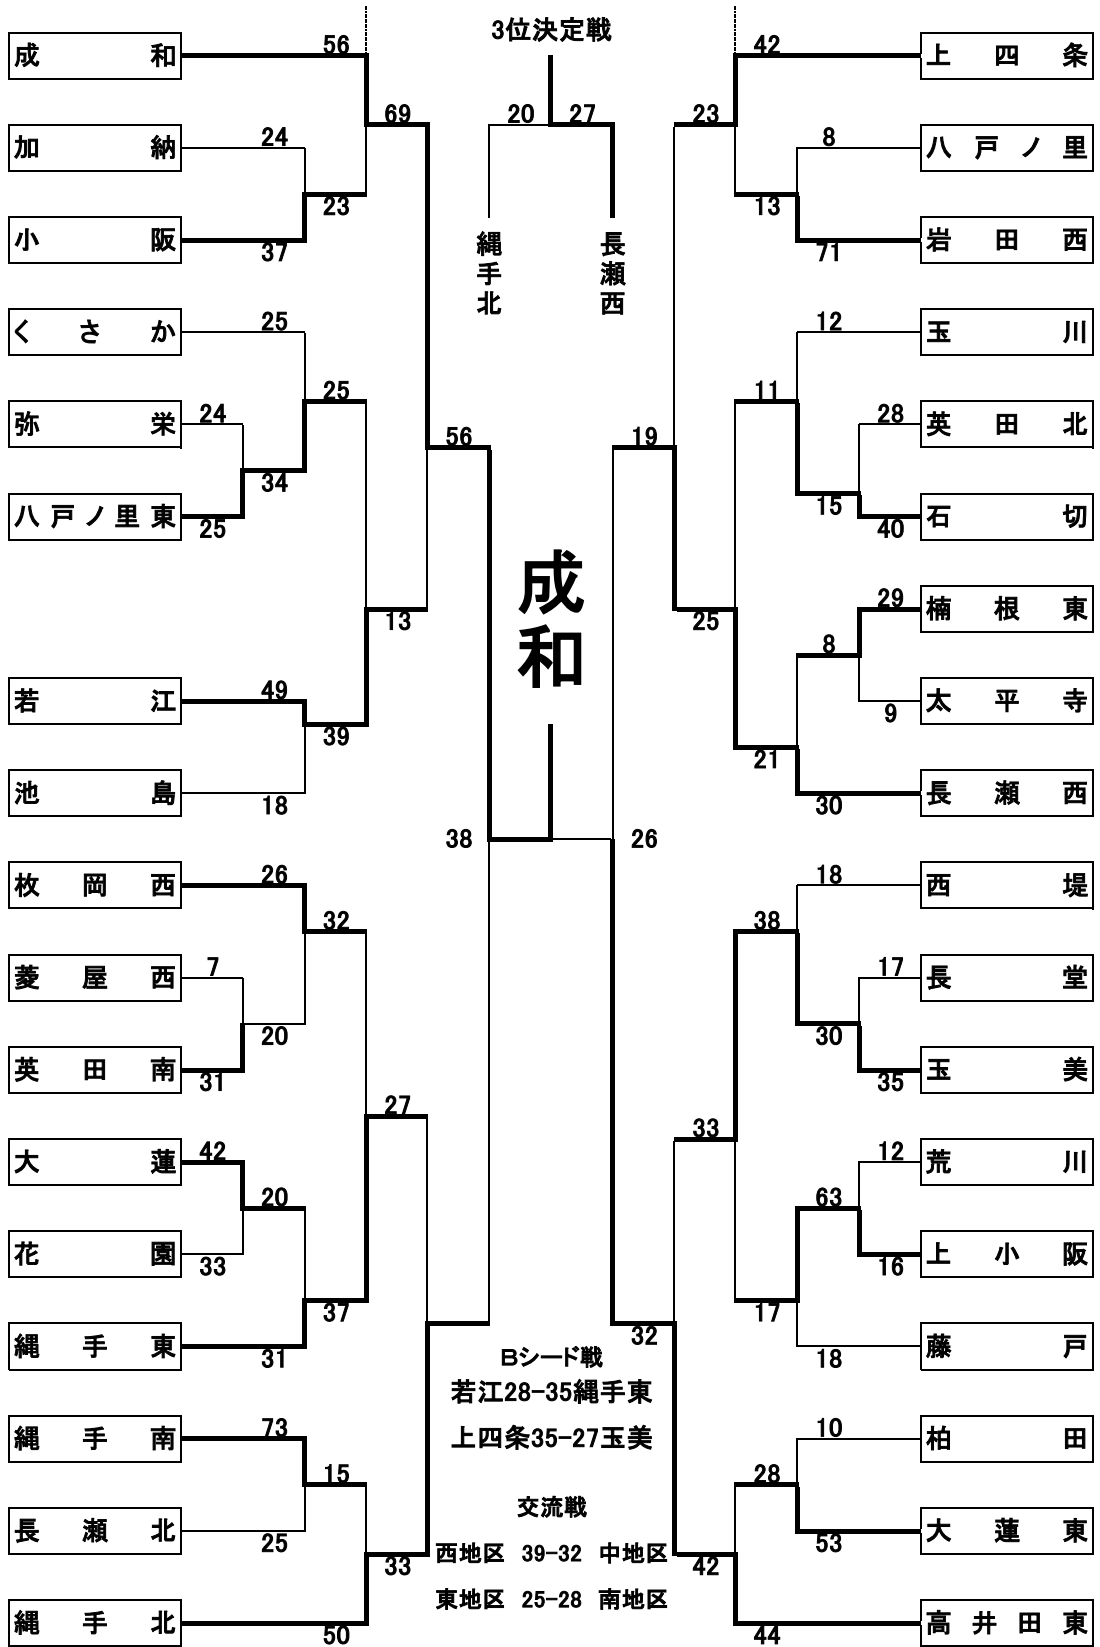 3位決定戦
56
42
成和
上四条
69
20
27
23
加納
24
8
八戸ノ里
23
13
小阪
37
71
岩田西
縄手北
長瀬西
くさか
25
12
玉川
25
11
弥栄
24
28
英田北
56
19
34
15
八戸ノ里東
25
40
石切
成和
29
楠根東
13
25
8
若江
49
9
太平寺
39
21
池島
18
30
長瀬西
38
26
枚岡西
26
18
西堤
32
38
菱屋西
7
17
長堂
20
30
英田南
31
35
玉美
27
33
大蓮
42
12
荒川
20
63
花園
33
16
上小阪
37
17
32
縄手東
31
18
藤戸
Bシード戦
若江28-35縄手東
上四条35-27玉美
縄手南
73
10
柏田
15
28
交流戦
長瀬北
25
53
大蓮東
33
西地区 39-32 中地区
42
東地区 25-28 南地区
縄手北
50
44
高井田東